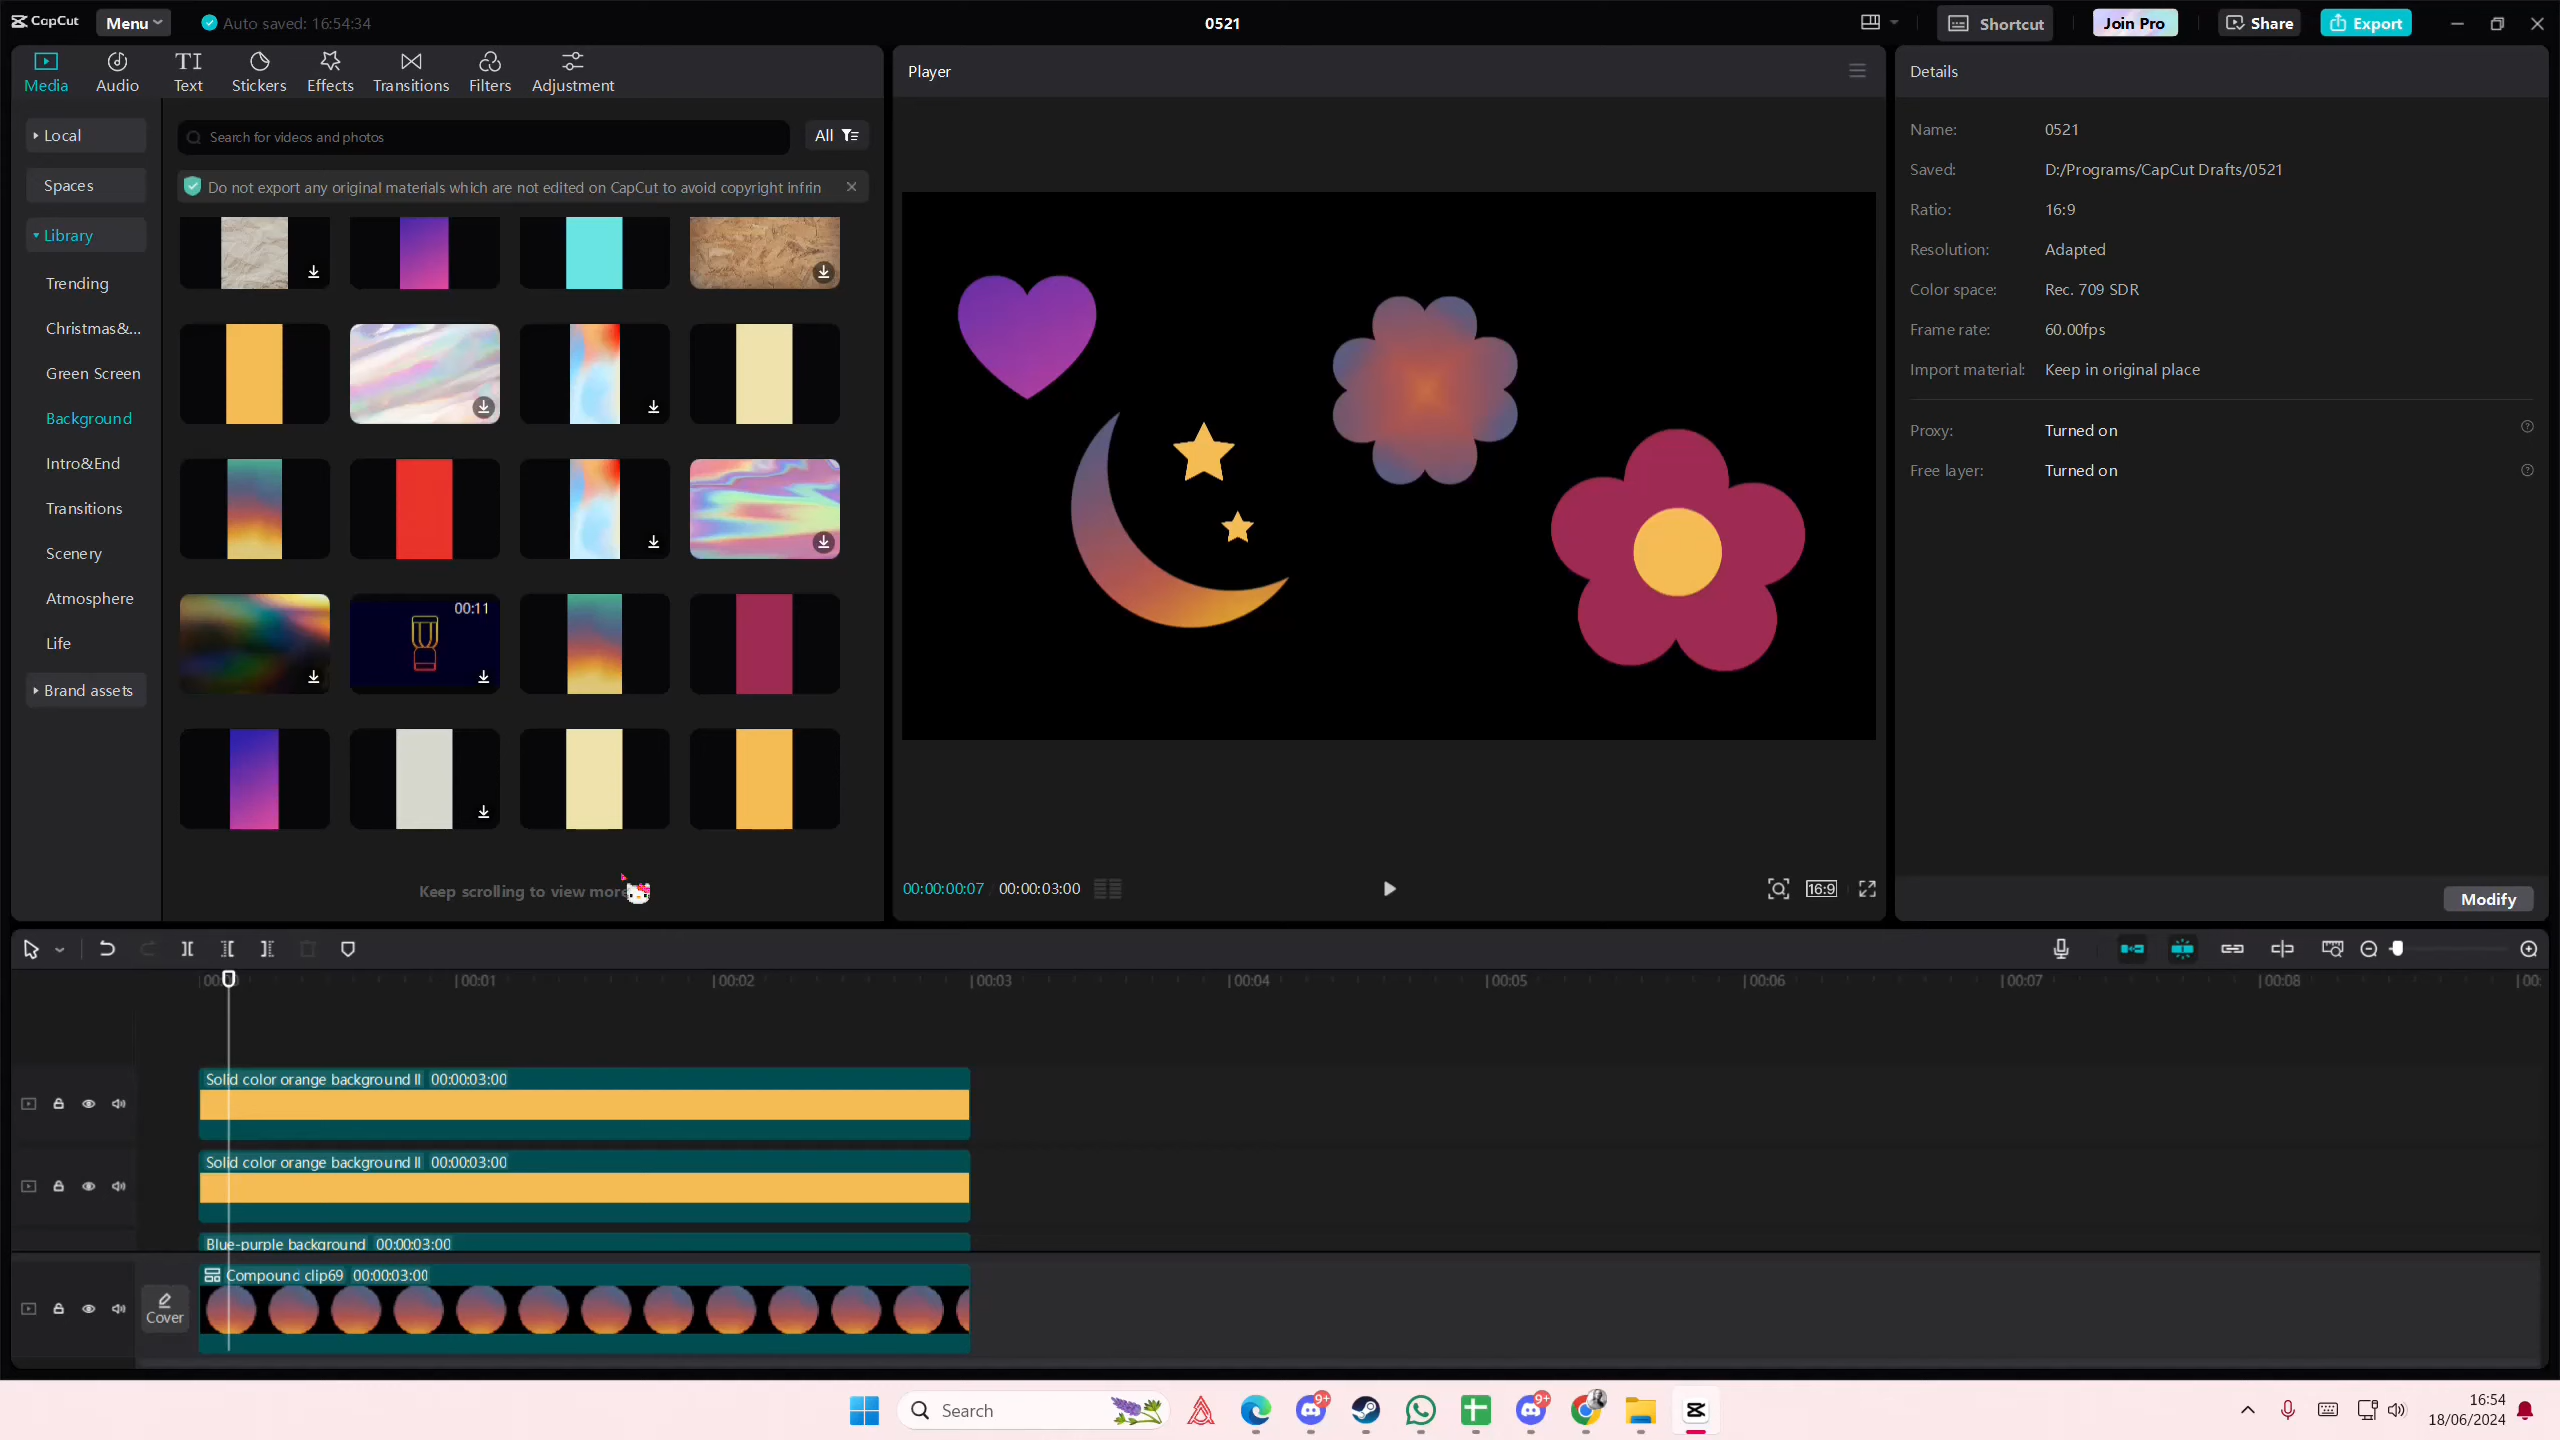 CapCut
Menu
Auto saved: 16:54:34
0521
Shortcut
Join Pro
Share
Export
Media
Audio
Text
Stickers
Effects
Transitions
Filters
Adjustment
Local
Spaces
Library
Trending
Christmas&...
Green Screen
Background
Intro&End
Transitions
Scenery
Atmosphere
Life
Brand assets
Search for videos and photos
All
Do not export any original materials which are not edited on CapCut to avoid copyright infrin
00:11
Keep scrolling to view more
Player
00:00:00:07
00:00:03:00
16:9
Details
Name: 0521
Saved: D:/Programs/CapCut Drafts/0521
Ratio: 16:9
Resolution: Adapted
Color space: Rec. 709 SDR
Frame rate: 60.00fps
Import material: Keep in original place
Proxy: Turned on
Free layer: Turned on
Modify
00:01
00:02
00:03
00:04
00:05
00:06
00:07
00:08
00:
Solid color orange background II 00:00:03:00
Solid color orange background II 00:00:03:00
Blue-purple background 00:00:03:00
Cover
Compound clip69 00:00:03:00
Search
9+
9+
16:54
18/06/2024